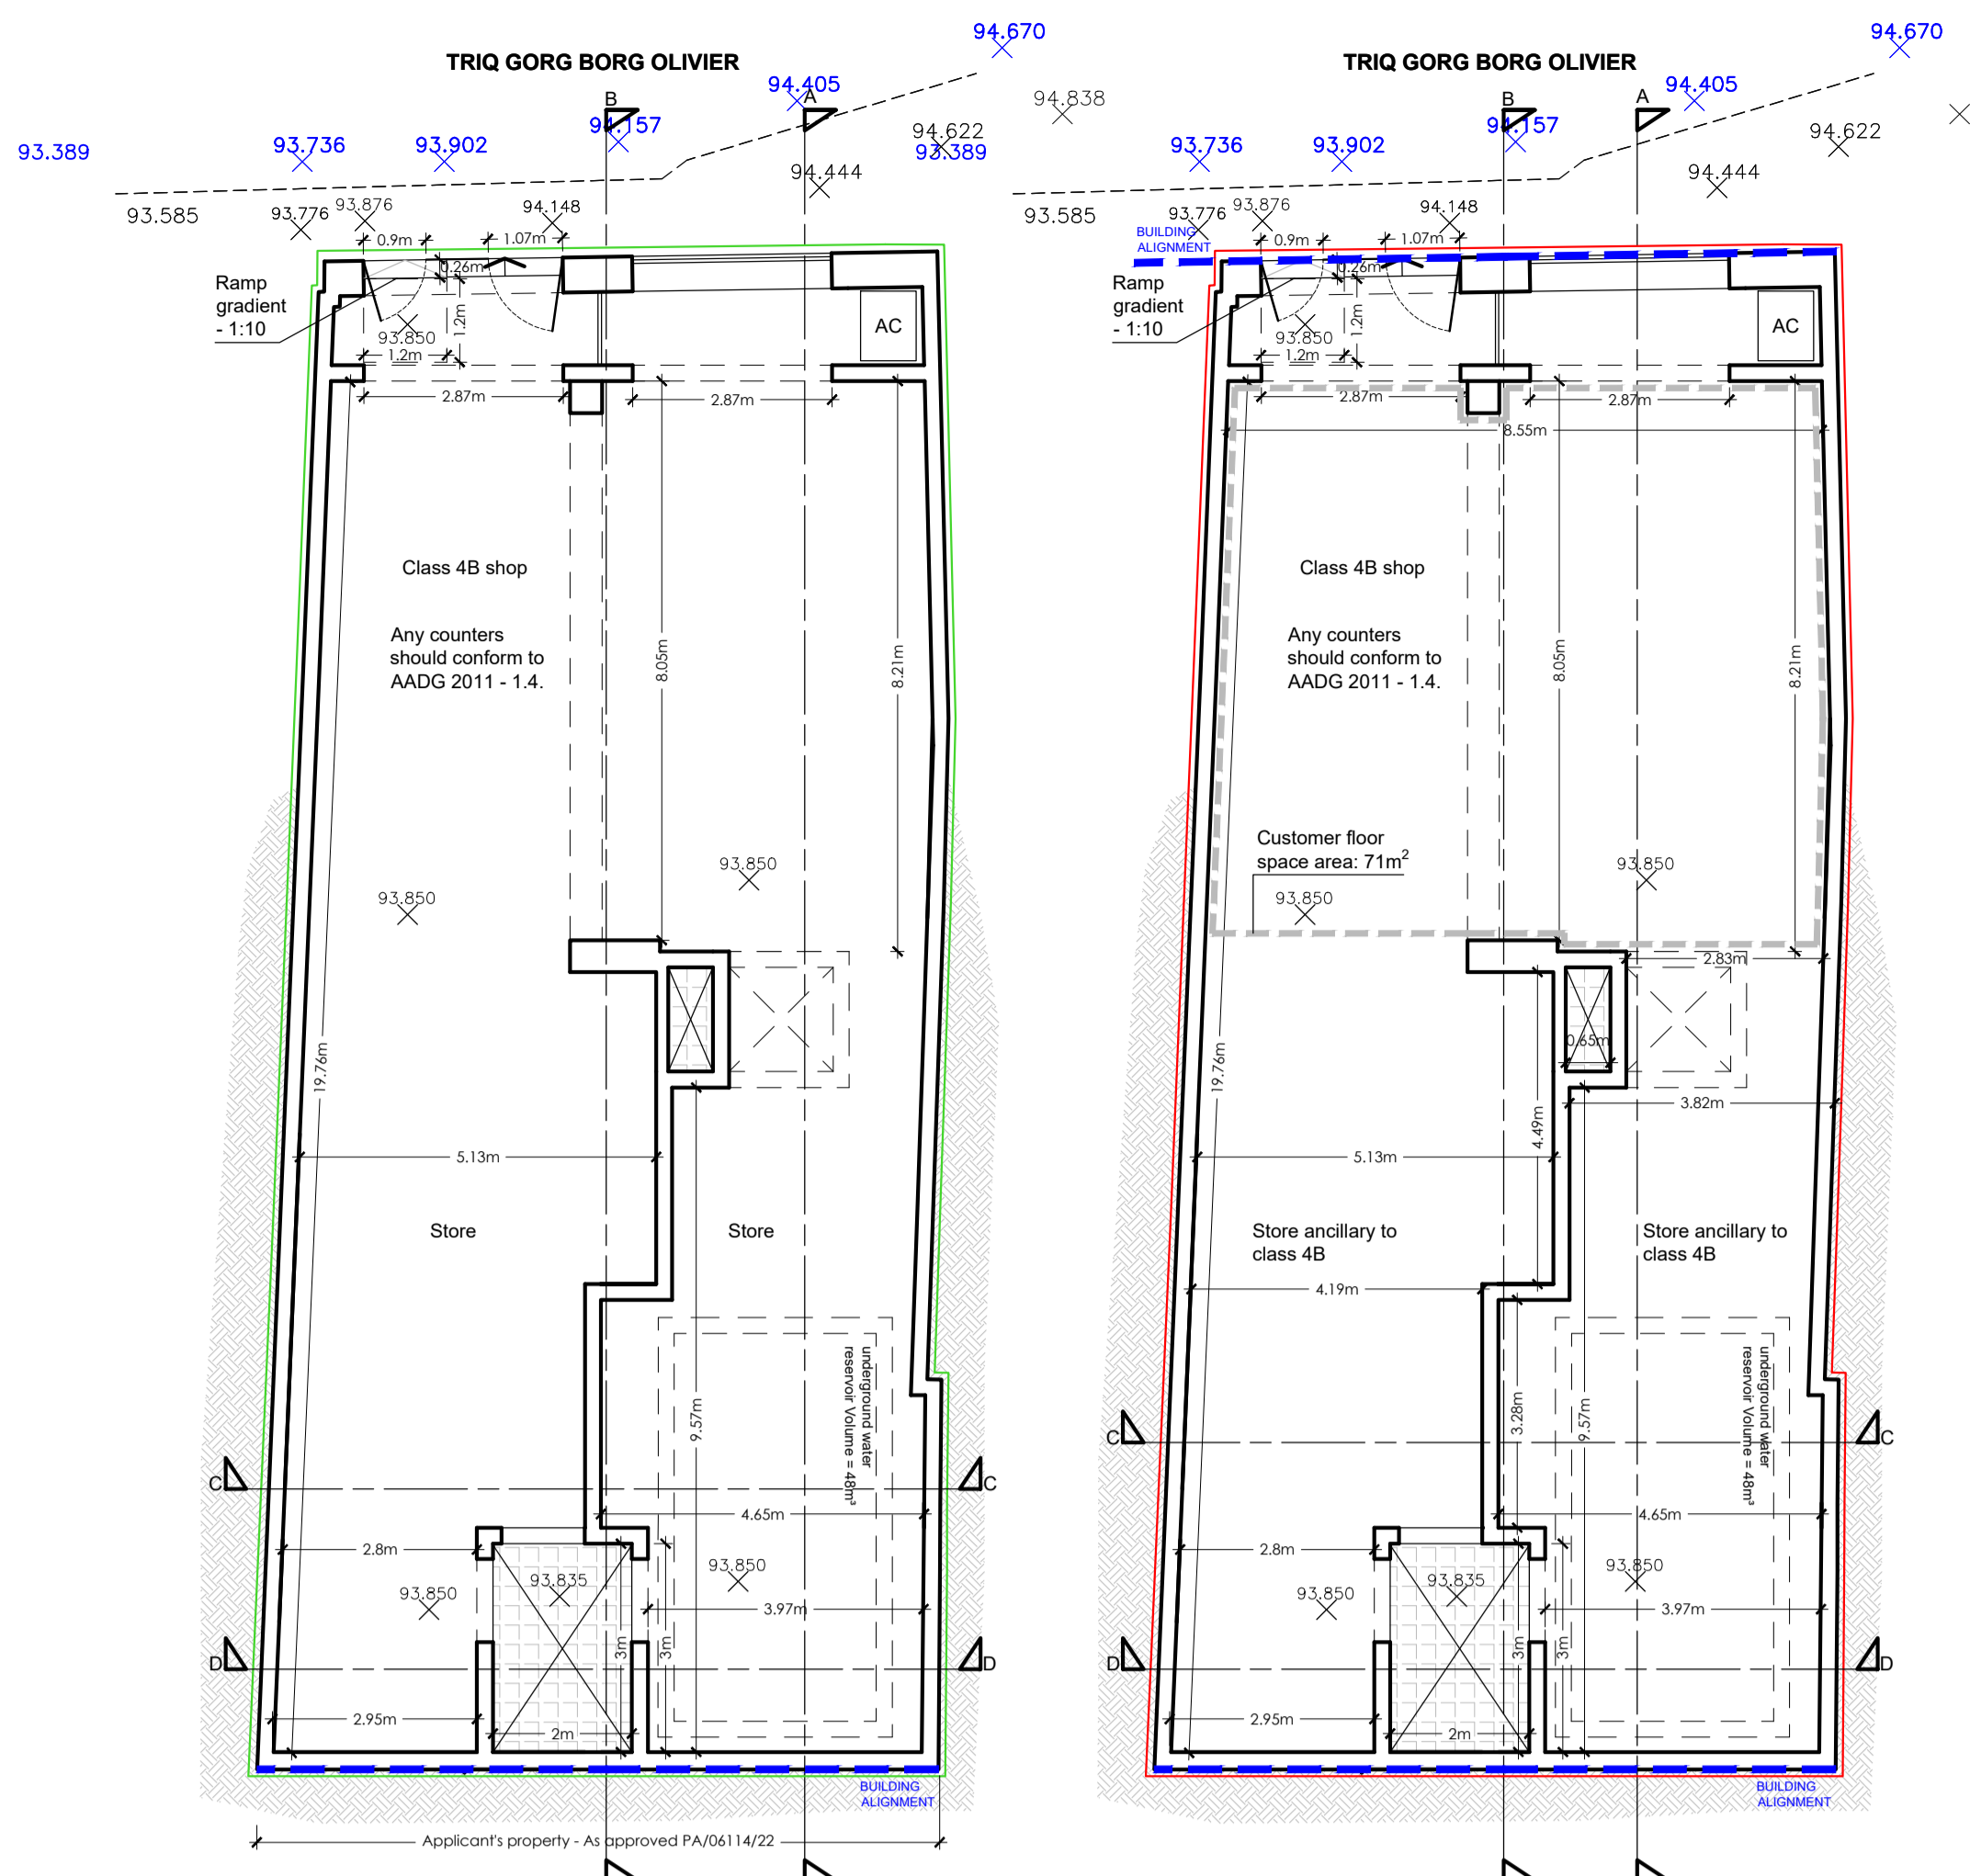 TRIQ GORG BORG OLIVIER
94.670
94.405
B
A
94.157
93.389
93.736
93.902
94.622
94.444
93.585
93.776
93.876
94.148
0.9m
1.07m
0.26m
Ramp
gradient
- 1:10
93.850
1.2m
1.2m
AC
2.87m
2.87m
Class 4B shop
Any counters
should conform to
AADG 2011 - 1.4.
8.05m
8.21m
93.850
93.850
19.76m
5.13m
Store
Store
underground water
reservoir Volume = 48m³
9.57m
C
C
4.65m
2.8m
93.850
93.835
93.850
3.97m
3m
3m
D
D
2.95m
2m
BUILDING
ALIGNMENT
Applicant's property - As approved PA/06114/22
TRIQ GORG BORG OLIVIER
94.670
94.838
94.405
B
A
94.157
93.389
93.736
93.902
94.622
94.444
93.585
93.776
93.876
94.148
BUILDING
ALIGNMENT
0.9m
1.07m
0.26m
Ramp
gradient
- 1:10
93.850
1.2m
1.2m
AC
2.87m
2.87m
8.55m
Class 4B shop
Any counters
should conform to
AADG 2011 - 1.4.
8.05m
8.21m
Customer floor
space area: 71m²
93.850
93.850
2.83m
0.65m
19.76m
3.82m
4.49m
5.13m
Store ancillary to
class 4B
Store ancillary to
class 4B
4.19m
underground water
reservoir Volume = 48m³
3.28m
9.57m
C
C
4.65m
2.8m
93.850
93.835
93.850
3.97m
3m
3m
D
D
2.95m
2m
BUILDING
ALIGNMENT